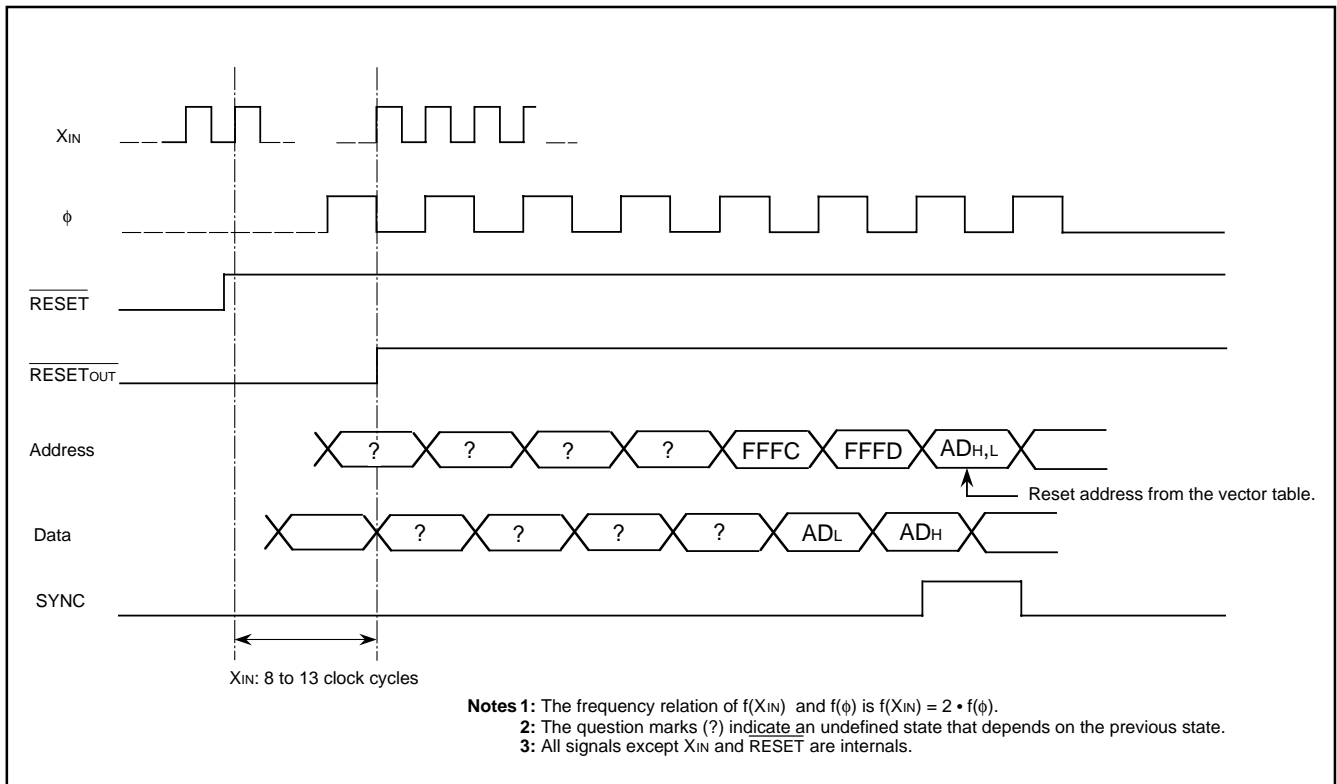 XIN
ϕ
RESET
RESETOUT
Address
? ? ? ? FFFC FFFD ADH,L
Reset address from the vector table.
Data
? ? ? ? ADL ADH
SYNC
XIN: 8 to 13 clock cycles
Notes 1: The frequency relation of f(XIN) and f(ϕ) is f(XIN) = 2 • f(ϕ).
2: The question marks (?) indicate an undefined state that depends on the previous state.
3: All signals except XIN and RESET are internals.